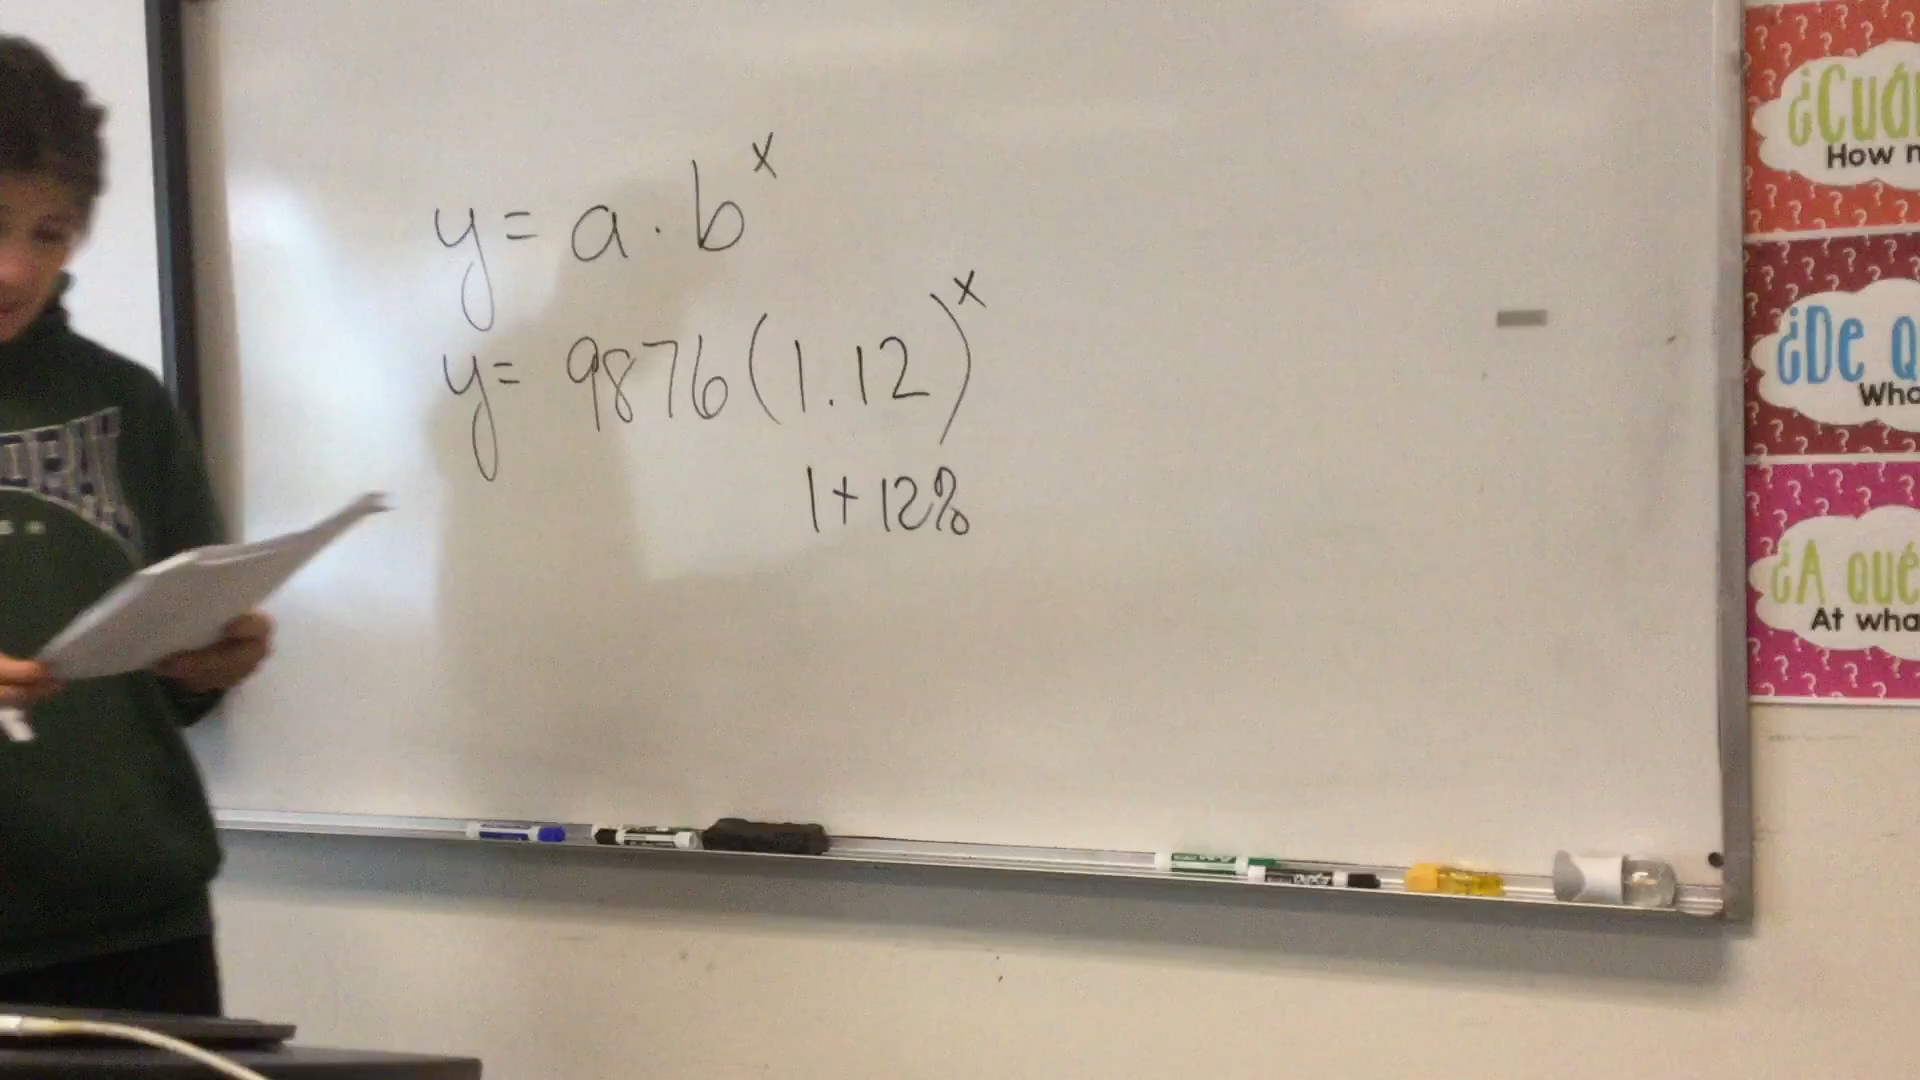 y = a · b^x
y = 9876(1.12)^x
1 + 12%
¿Cuá
How
¿De q
Wha
¿A qué
At wha